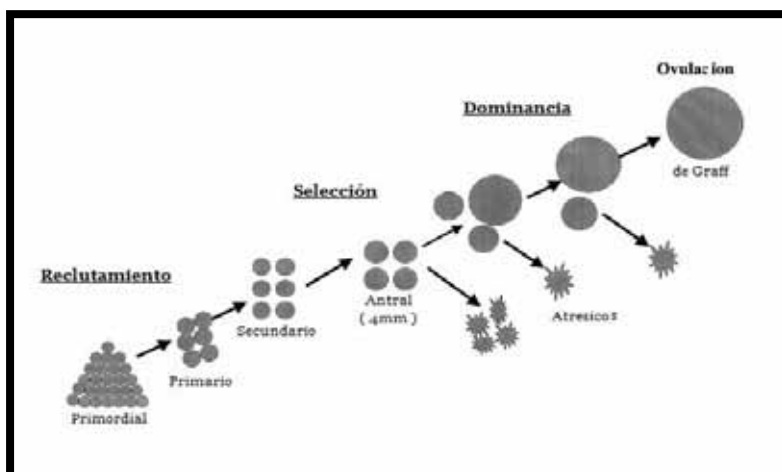 Ovulacion
Dominancia
de Graff
Selección
Reclutamiento
Antral
( 4mm )
Atresicos
Secundario
Primario
Primordial